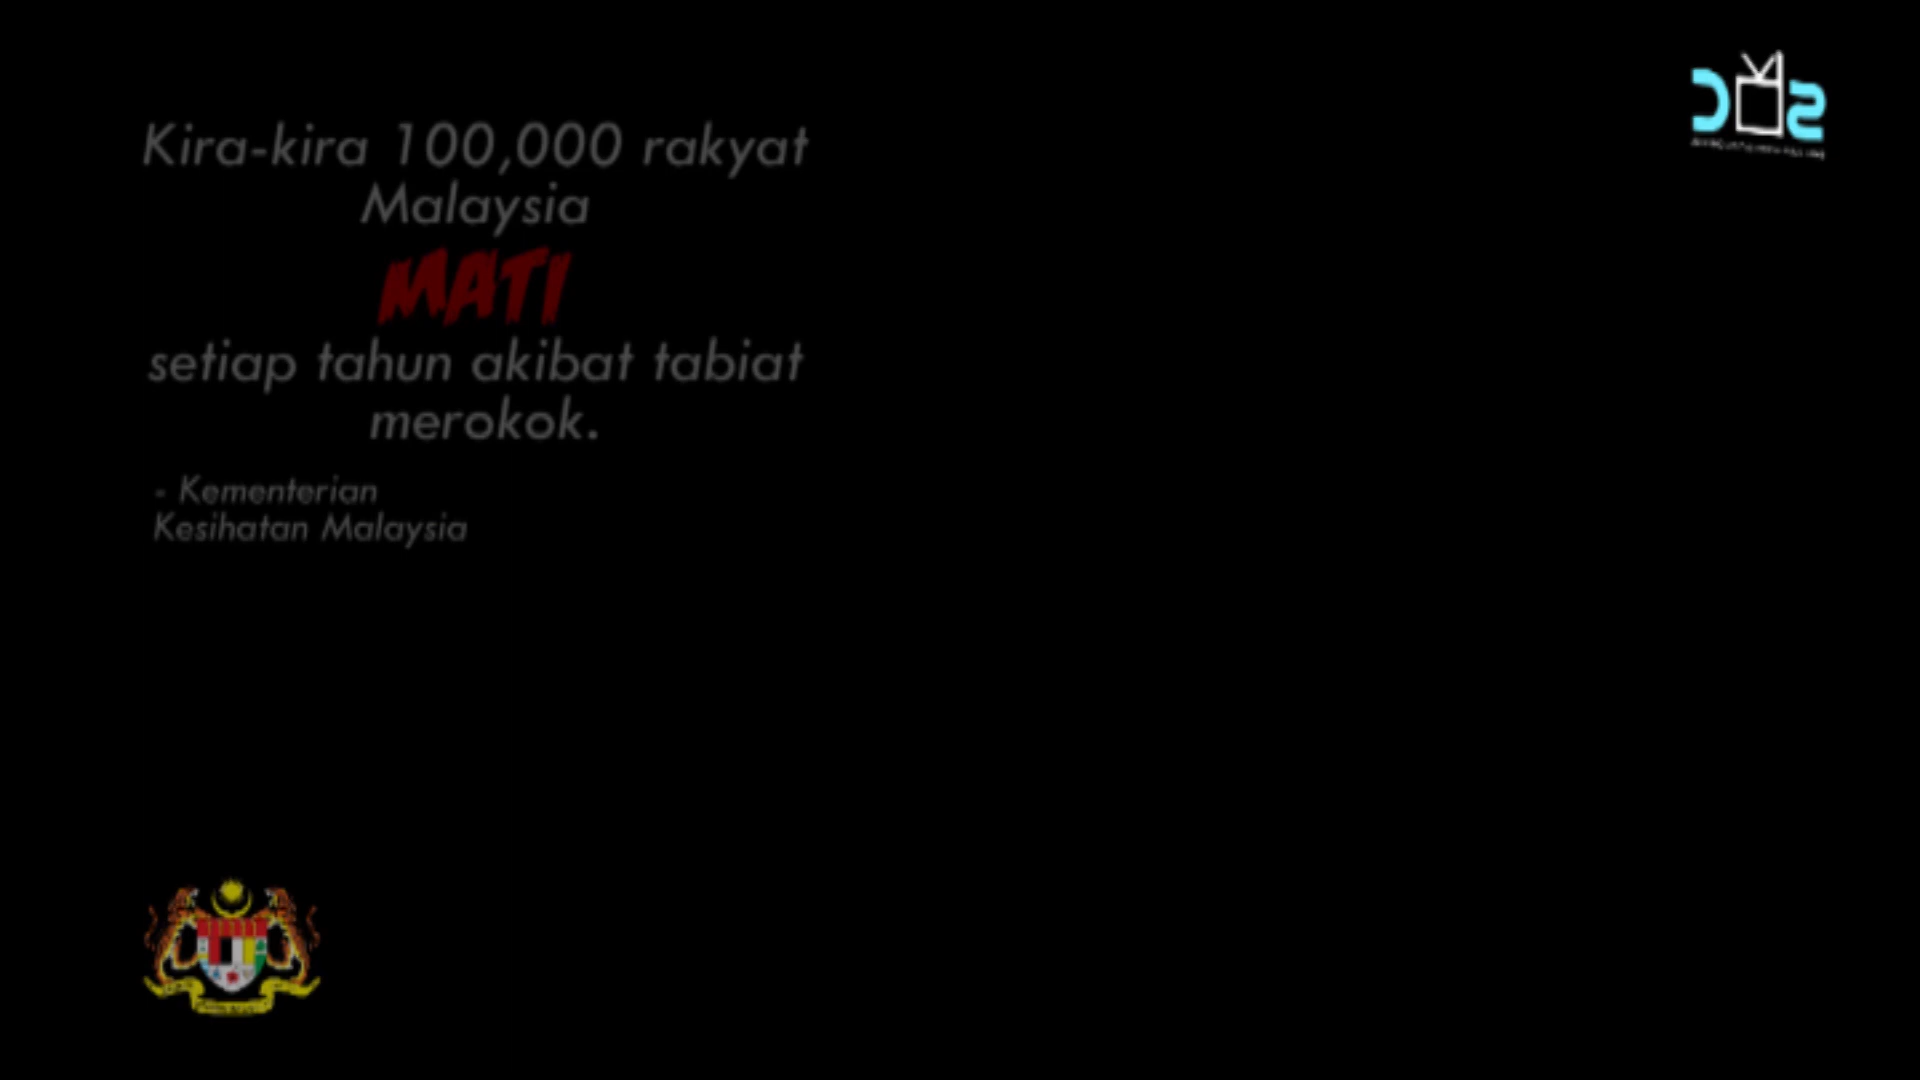 Kira-kira 100,000 rakyat
Malaysia
MATI
setiap tahun akibat tabiat
merokok.
- Kementerian
Kesihatan Malaysia